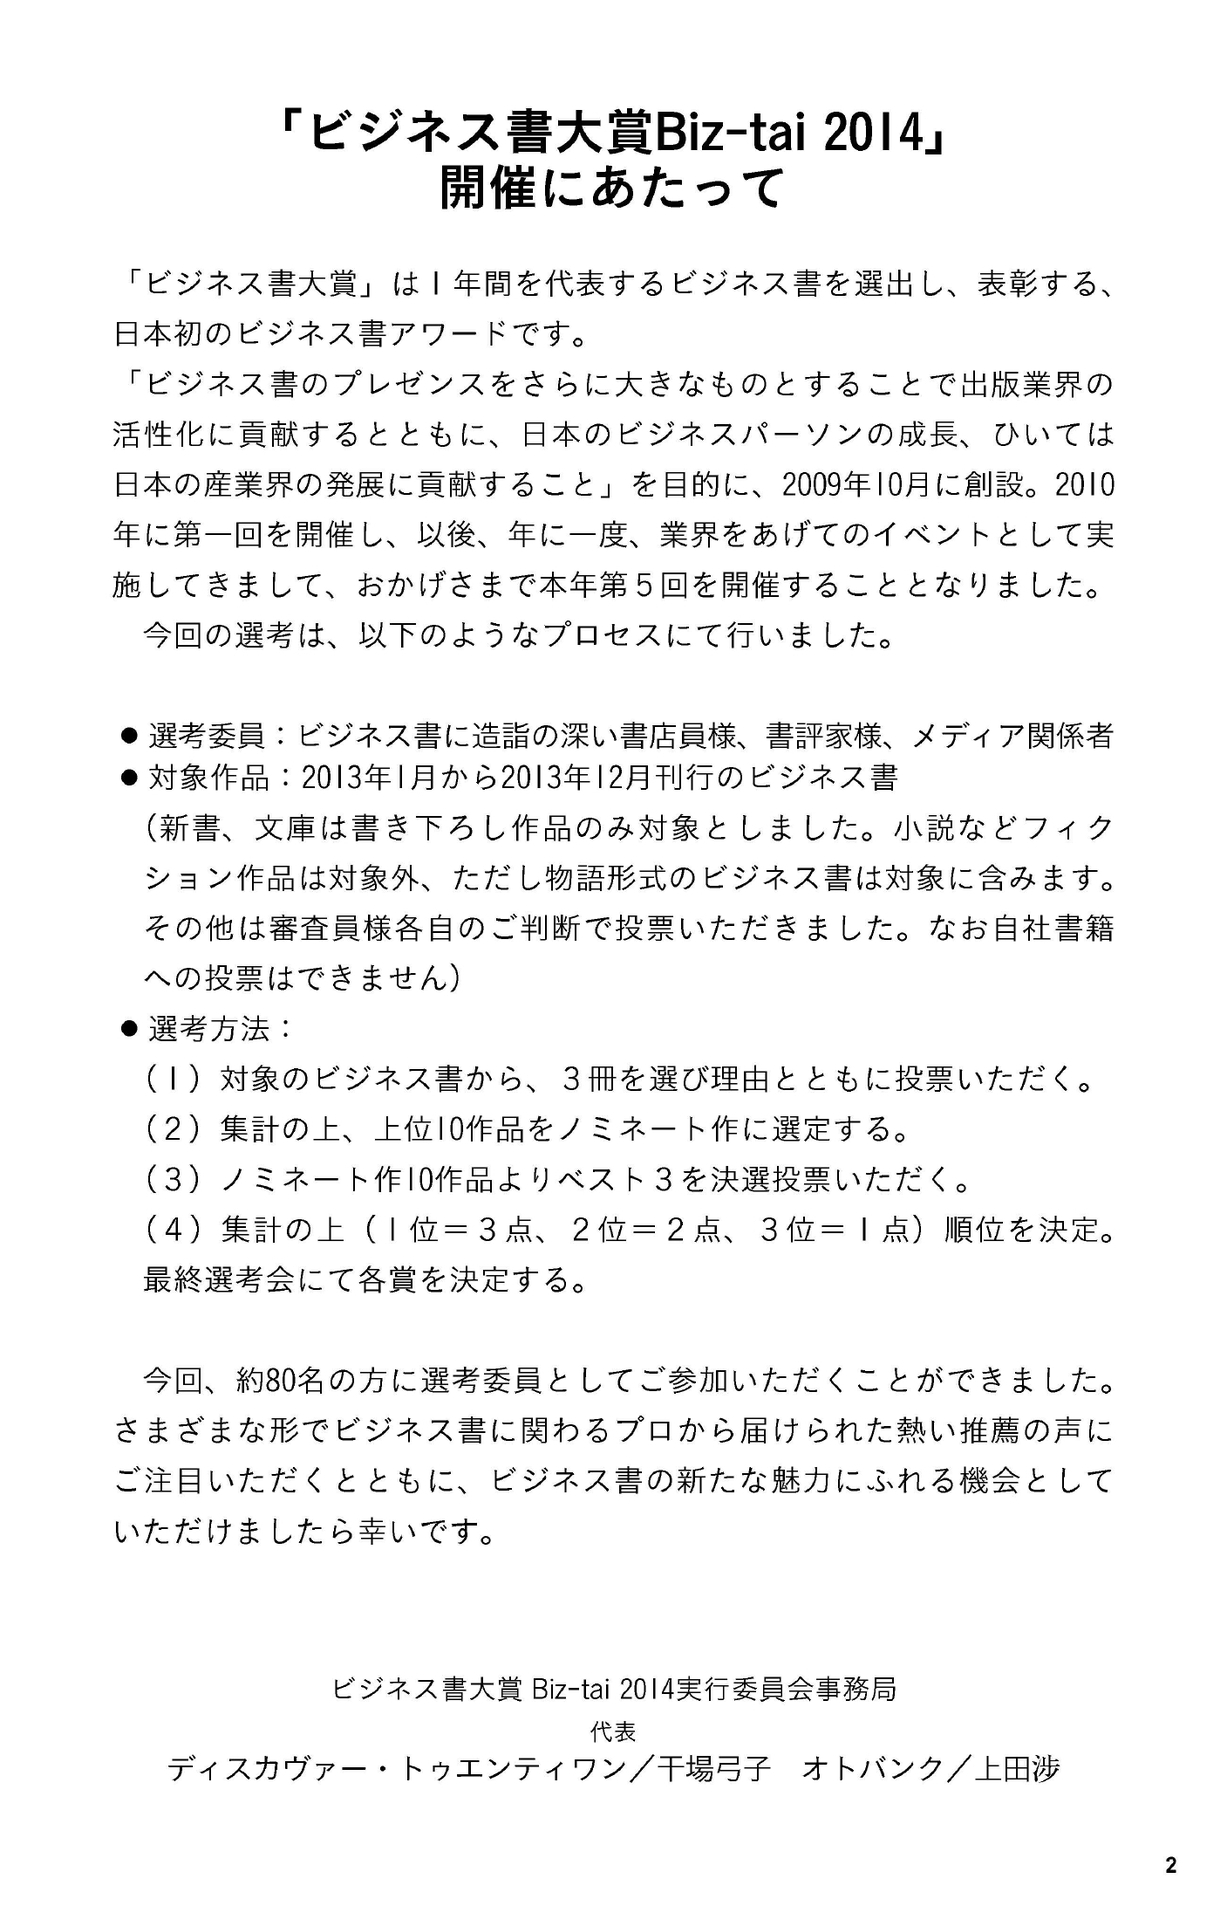 「ビジネス書大賞Biz-tai 2014」
開催にあたって
「ビジネス書大賞」は１年間を代表するビジネス書を選出し、表彰する、
日本初のビジネス書アワードです。
「ビジネス書のプレゼンスをさらに大きなものとすることで出版業界の
活性化に貢献するとともに、日本のビジネスパーソンの成長、ひいては
日本の産業界の発展に貢献すること」を目的に、2009年10月に創設。2010
年に第一回を開催し、以後、年に一度、業界をあげてのイベントとして実
施してきまして、おかげさまで本年第５回を開催することとなりました。
　今回の選考は、以下のようなプロセスにて行いました。
●選考委員：ビジネス書に造詣の深い書店員様、書評家様、メディア関係者
●対象作品：2013年1月から2013年12月刊行のビジネス書
（新書、文庫は書き下ろし作品のみ対象としました。小説などフィク
ション作品は対象外、ただし物語形式のビジネス書は対象に含みます。
その他は審査員様各自のご判断で投票いただきました。なお自社書籍
への投票はできません）
●選考方法：
（１）対象のビジネス書から、３冊を選び理由とともに投票いただく。
（２）集計の上、上位10作品をノミネート作に選定する。
（３）ノミネート作10作品よりベスト３を決選投票いただく。
（４）集計の上（１位＝３点、２位＝２点、３位＝１点）順位を決定。
最終選考会にて各賞を決定する。
　今回、約80名の方に選考委員としてご参加いただくことができました。
さまざまな形でビジネス書に関わるプロから届けられた熱い推薦の声に
ご注目いただくとともに、ビジネス書の新たな魅力にふれる機会として
いただけましたら幸いです。
ビジネス書大賞 Biz-tai 2014実行委員会事務局
代表
ディスカヴァー・トゥエンティワン／干場弓子　オトバンク／上田渉
2